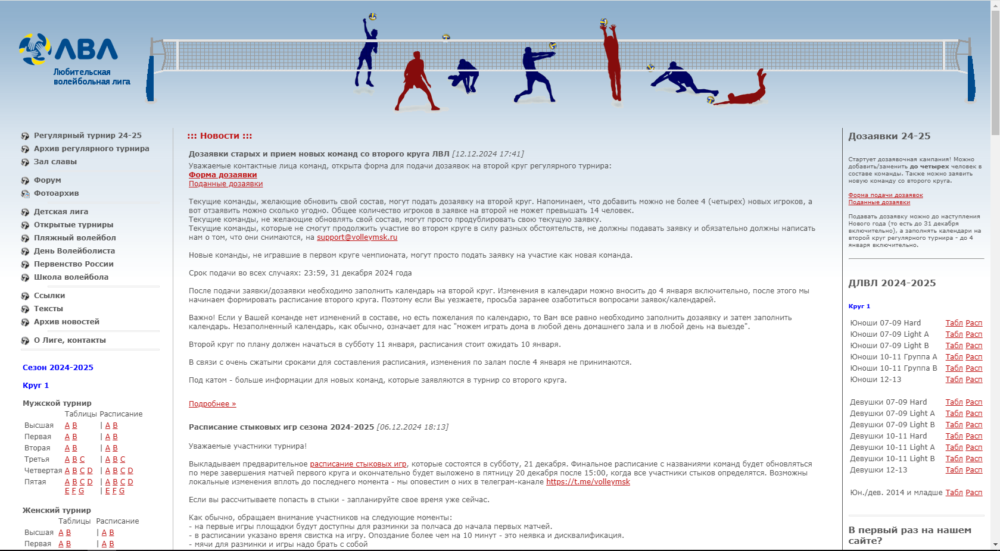 ЛВЛ
Любительская
волейбольная лига
Регулярный турнир 24-25
Архив регулярного турнира
Зал славы
Форум
Фотоархив
Детская лига
Открытые турниры
Пляжный волейбол
День Волейболиста
Первенство России
Школа волейбола
Ссылки
Тексты
Архив новостей
О Лиге, контакты
Сезон 2024-2025
Круг 1
Мужской турнир
Таблицы Расписание
Высшая A B | A B
Первая A B | A B
Вторая A B | A B
Третья A B C | A B C
Четвертая A B C D | A B C D
Пятая A B C D | A B C D
E F G | E F G
Женский турнир
Таблицы Расписание
Высшая A B | A B
Первая A B | A B
::: Новости :::
Дозаявки старых и прием новых команд со второго круга ЛВЛ [12.12.2024 17:41]
Уважаемые контактные лица команд, открыта форма для подачи дозаявок на второй круг регулярного турнира:
Форма дозаявки
Поданные дозаявки
Текущие команды, желающие обновить свой состав, могут подать дозаявку на второй круг. Напоминаем, что добавить можно не более 4 (четырех) новых игроков, а
вот отзаявить можно сколько угодно. Общее количество игроков в заявке на второй не может превышать 14 человек.
Текущие команды, не желающие обновлять свой состав, могут просто продублировать свою текущую заявку.
Текущие команды, которые не смогут продолжить участие во втором круге в силу разных обстоятельств, не должны подавать заявку и обязательно должны написать
нам о том, что они снимаются, на support@volleymsk.ru
Новые команды, не игравшие в первом круге чемпионата, могут просто подать заявку на участие как новая команда.
Срок подачи во всех случаях: 23:59, 31 декабря 2024 года
После подачи заявки/дозаявки необходимо заполнить календарь на второй круг. Изменения в календари можно вносить до 4 января включительно, после этого мы
начинаем формировать расписание второго круга. Поэтому если Вы уезжаете, просьба заранее озаботиться вопросами заявок/календарей.
Важно! Если у Вашей команде нет изменений в составе, но есть пожелания по календарю, то Вам все равно необходимо заполнить дозаявку и затем заполнить
календарь. Незаполненный календарь, как обычно, означает для нас "можем играть дома в любой день домашнего зала и в любой день на выезде".
Второй круг по плану должен начаться в субботу 11 января, расписания стоит ожидать 10 января.
В связи с очень сжатыми сроками для составления расписания, изменения по залам после 4 января не принимаются.
Под катом - больше информации для новых команд, которые заявляются в турнир со второго круга.
Подробнее »
Расписание стыковых игр сезона 2024-2025 [06.12.2024 18:13]
Уважаемые участники турнира!
Выкладываем предварительное расписание стыковых игр, которые состоятся в субботу, 21 декабря. Финальное расписание с названиями команд будет обновляться
по мере завершения матчей первого круга и окончательно будет выложено в пятницу 20 декабря после 15:00, когда все участники стыков определятся. Возможны
локальные изменения вплоть до последнего момента - мы оповестим о них в телеграм-канале https://t.me/volleymsk
Если вы рассчитываете попасть в стыки - запланируйте свое время уже сейчас.
Как обычно, обращаем внимание участников на следующие моменты:
- на первые игры площадки будут доступны для разминки за полчаса до начала первых матчей.
- в расписании указано время свистка на игру. Опоздание более чем на 10 минут - это неявка и дисквалификация.
- мячи для разминки и игры надо брать с собой
Дозаявки 24-25
Стартует дозаявочная кампания! Можно
добавить/заменить до четырех человек в
составе команды. Также можно заявить
новую команду со второго круга.
Форма подачи дозаявок
Поданные дозаявки
Подавать дозаявку можно до наступления
Нового года (то есть до 31 декабря
включительно), а заполнять календари на
второй круг регулярного турнира - до 4
января включительно.
ДЛВЛ 2024-2025
Круг 1
Юноши 07-09 Hard Табл Расп
Юноши 07-09 Light A Табл Расп
Юноши 07-09 Light B Табл Расп
Юноши 10-11 Группа A Табл Расп
Юноши 10-11 Группа B Табл Расп
Юноши 12-13 Табл Расп
Девушки 07-09 Hard Табл Расп
Девушки 07-09 Light A Табл Расп
Девушки 07-09 Light B Табл Расп
Девушки 10-11 Hard Табл Расп
Девушки 10-11 Light A Табл Расп
Девушки 10-11 Light B Табл Расп
Девушки 12-13 Табл Расп
Юн./дев. 2014 и младше Табл Расп
В первый раз на нашем
сайте?